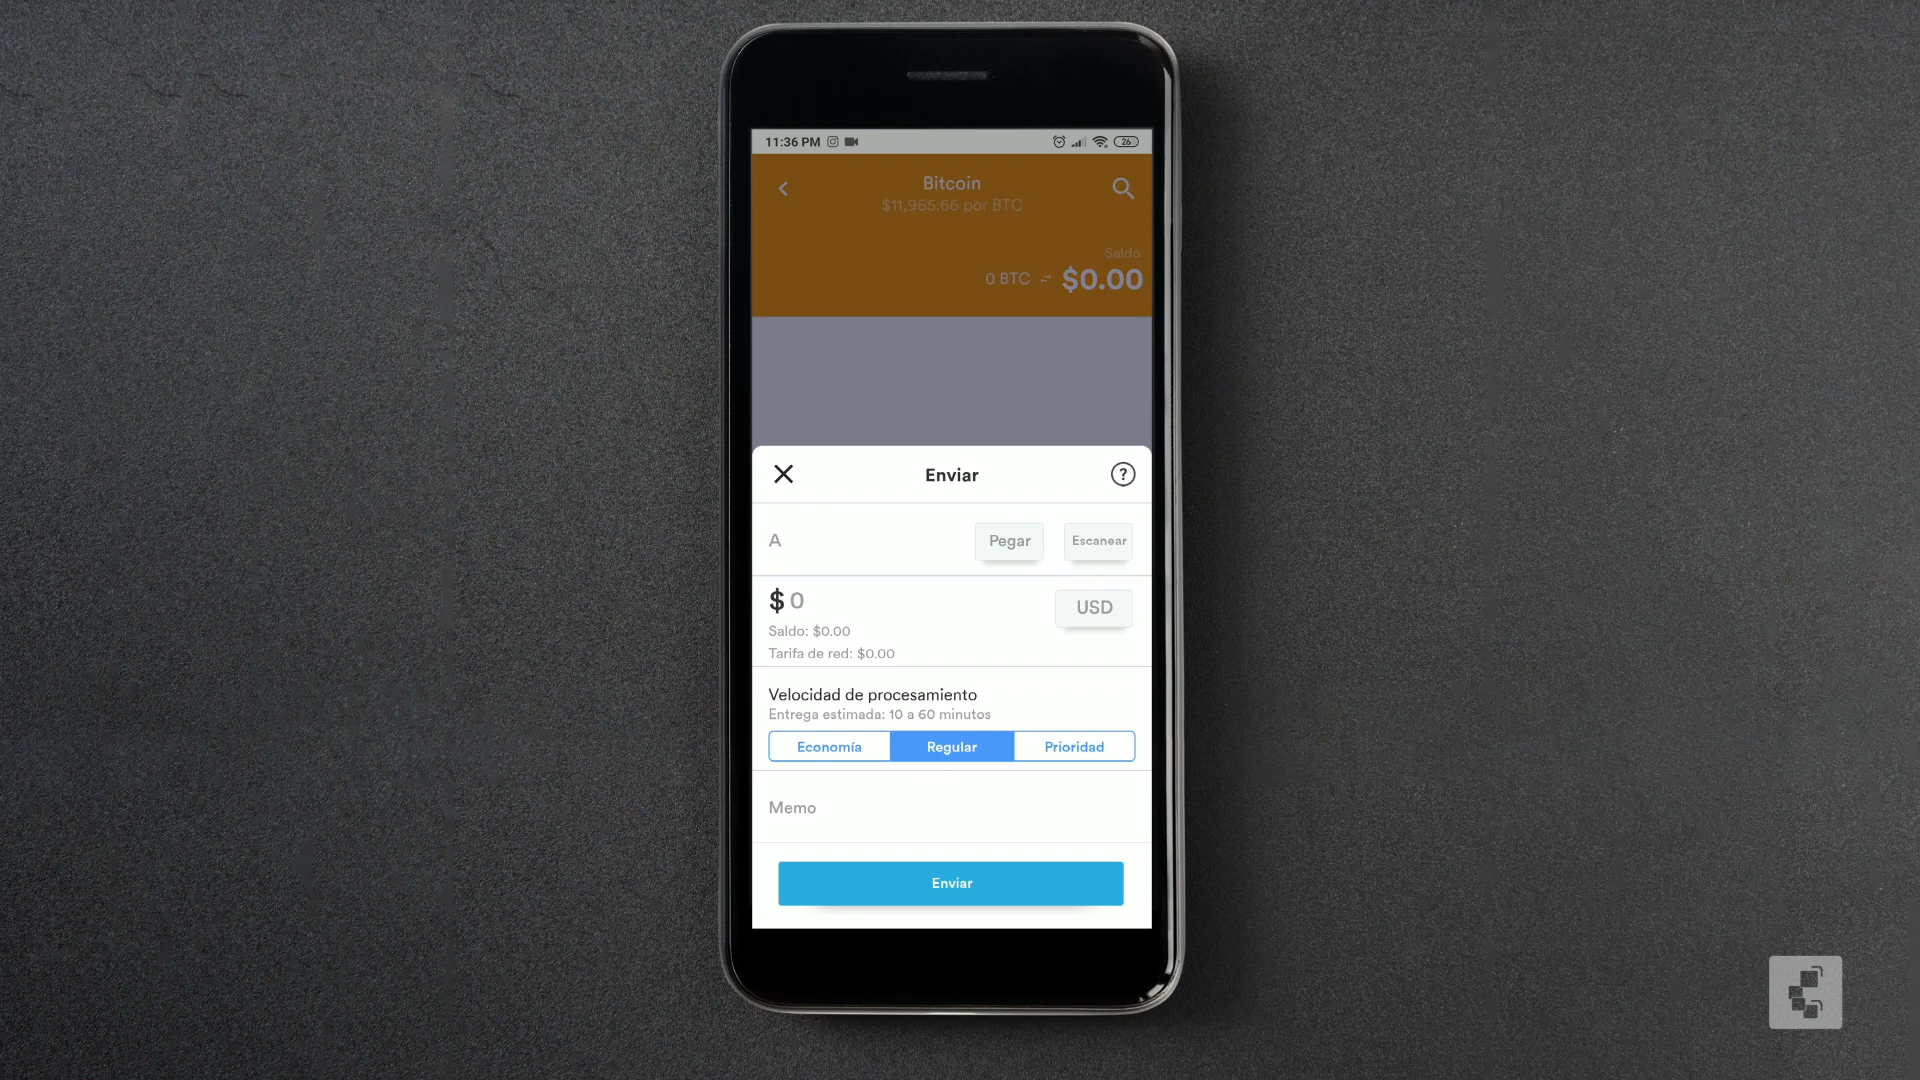 11:36 PM
26
Bitcoin
$11,965.66 por BTC
Saldo
0 BTC $0.00
Enviar
?
A
Pegar
Escanear
$ 0
USD
Saldo: $0.00
Tarifa de red: $0.00
Velocidad de procesamiento
Entrega estimada: 10 a 60 minutos
Economía
Regular
Prioridad
Memo
Enviar